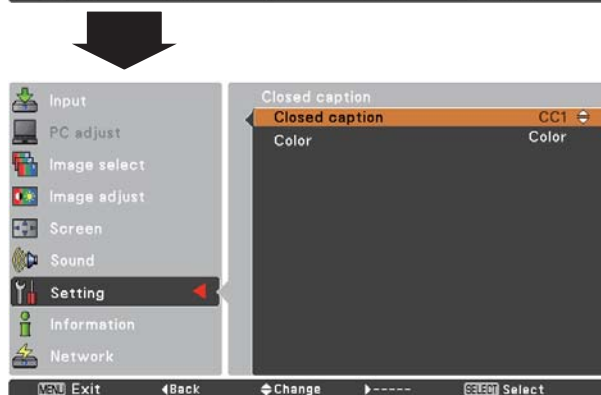 Input
PC adjust
Image select
Image adjust
Screen
Sound
Setting
Information
Network
Closed caption
Closed caption CC1
Color Color
MENU Exit Back Change ----- SELECT Select